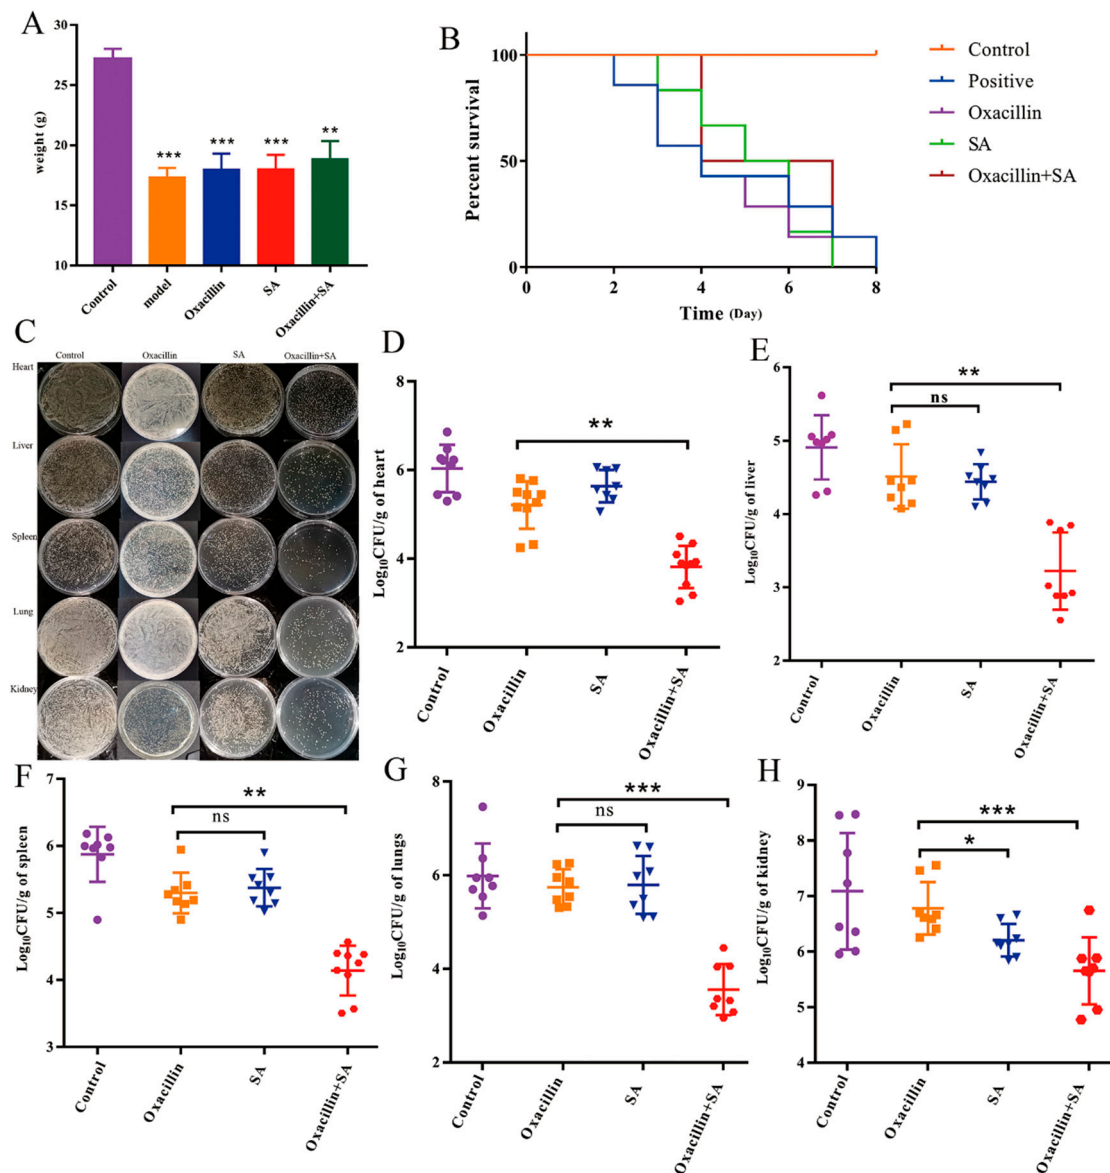 A
30
25
20
15
10
weight (g)
***
***
***
**
Control
model
Oxacillin
SA
Oxacillin+SA
B
100
50
0
Percent survival
0
2
4
6
8
Time (Day)
Control
Positive
Oxacillin
SA
Oxacillin+SA
C
Control
Oxacillin
SA
Oxacillin+SA
Heart
Liver
Spleen
Lung
Kidney
D
8
6
4
2
Log₁₀CFU/g of heart
**
Control
Oxacillin
SA
Oxacillin+SA
E
6
5
4
3
2
Log₁₀CFU/g of liver
**
ns
Control
Oxacillin
SA
Oxacillin+SA
F
7
6
5
4
3
Log₁₀CFU/g of spleen
**
ns
Control
Oxacillin
SA
Oxacillin+SA
G
8
6
4
2
Log₁₀CFU/g of lungs
***
ns
Control
Oxacillin
SA
Oxacillin+SA
H
9
8
7
6
5
4
Log₁₀CFU/g of kidney
***
*
Control
Oxacillin
SA
Oxacillin+SA